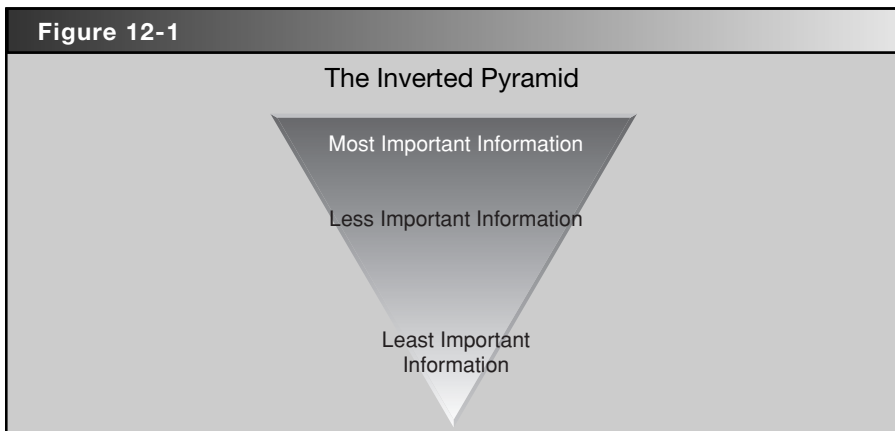 Figure 12-1
The Inverted Pyramid
Most Important Information
Less Important Information
Least Important
Information